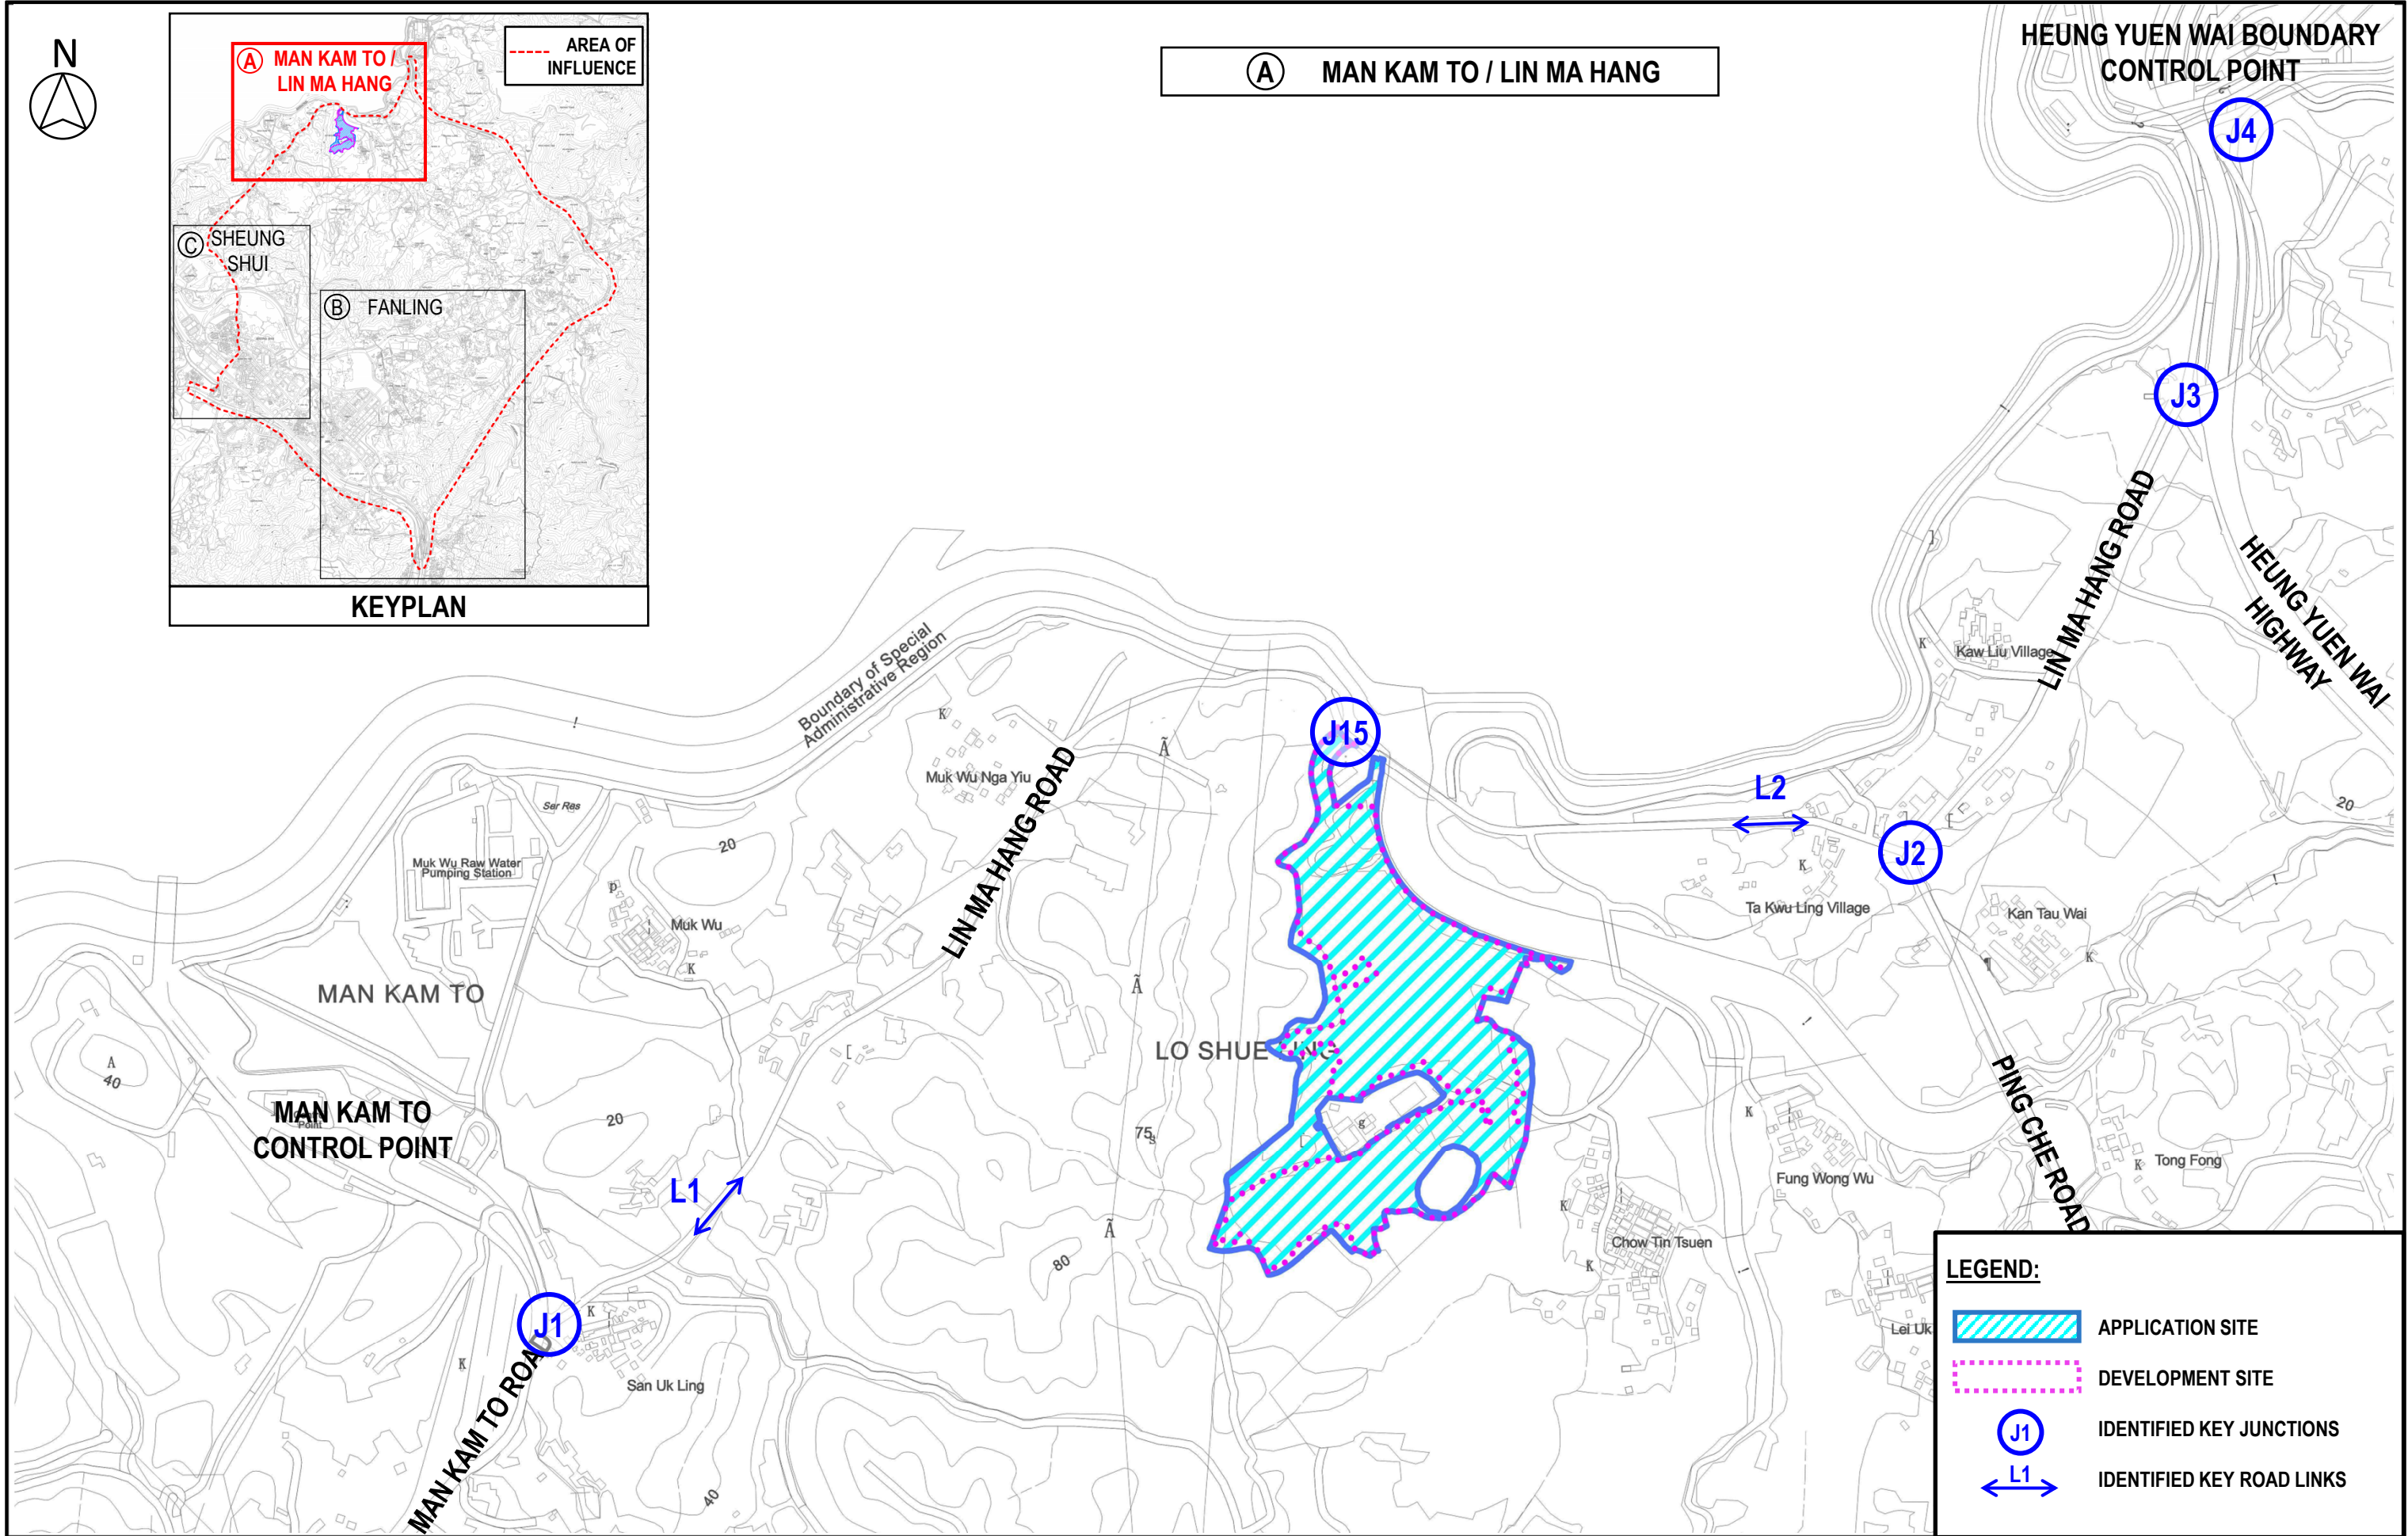 N
Ⓐ MAN KAM TO /
LIN MA HANG
AREA OF
INFLUENCE
Ⓒ SHEUNG
SHUI
Ⓑ FANLING
KEYPLAN
Ⓐ MAN KAM TO / LIN MA HANG
HEUNG YUEN WAI BOUNDARY
CONTROL POINT
J4
J3
LIN MA HANG ROAD
HEUNG YUEN WAI
HIGHWAY
Kaw Liu Village
K
Boundary of Special
Administrative Region
K
Muk Wu Nga Yiu
LIN MA HANG ROAD
J15
L2
J2
20
K
Ta Kwu Ling Village
Kan Tau Wai
K
Ser Res
20
Muk Wu Raw Water
Pumping Station
P
Muk Wu
K
MAN KAM TO
Ã
Ã
Ã
LO SHUE LING
A
40
MAN KAM TO
CONTROL POINT
20
75
s
g
80
L1
PING CHE ROAD
K
Fung Wong Wu
K
Tong Fong
K
Chow Tin Tsuen
K
Lei Uk
J1
K
San Uk Ling
K
MAN KAM TO ROAD
40
LEGEND:
APPLICATION SITE
DEVELOPMENT SITE
J1 IDENTIFIED KEY JUNCTIONS
L1 IDENTIFIED KEY ROAD LINKS